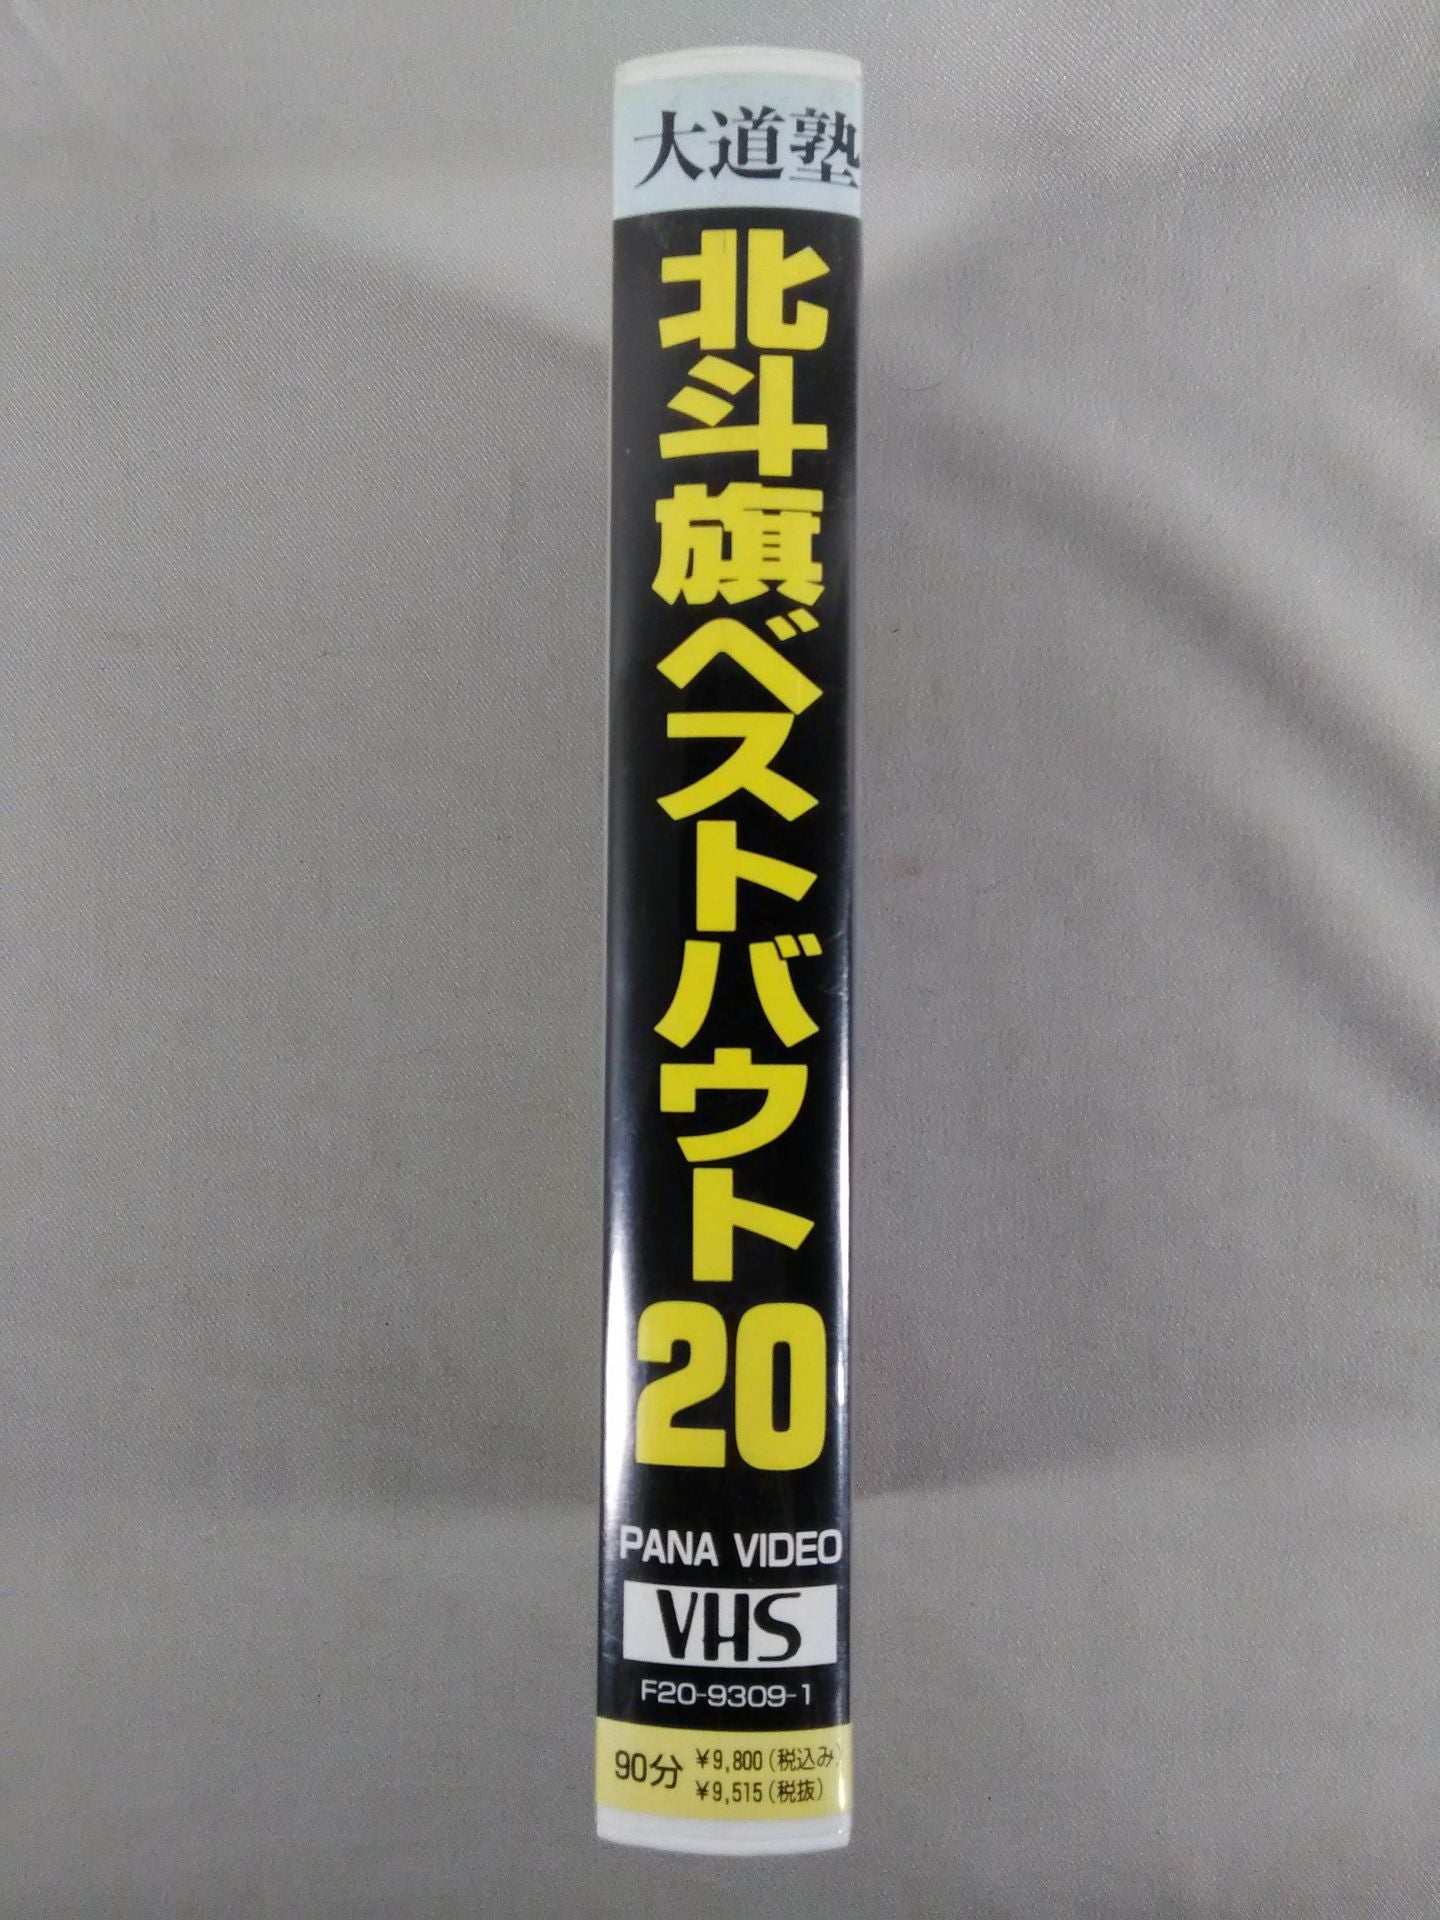 大道塾
北斗旗ベストバウト20
PANA VIDEO
VHS
F20-9309-1
90分
¥9,800(税込み)
¥9,515(税抜)